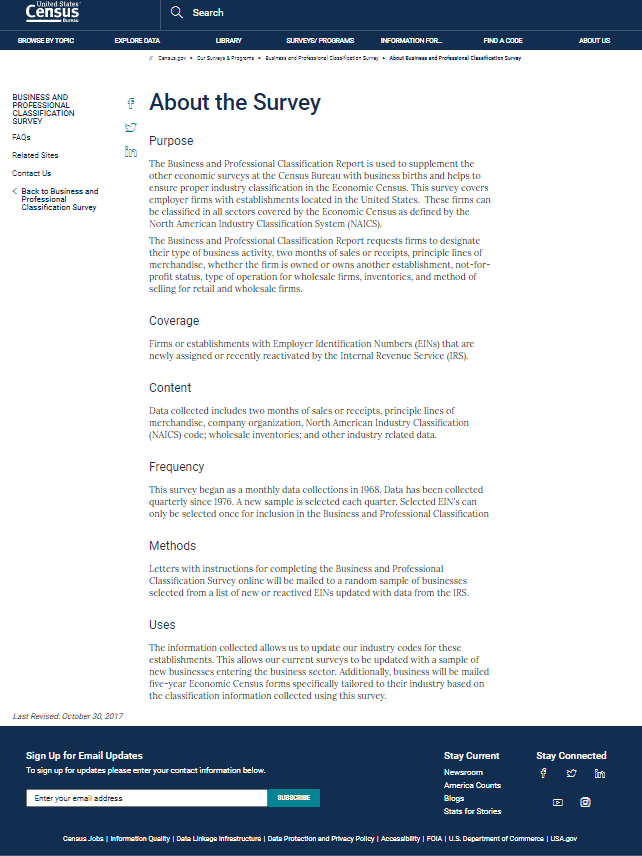 United States®
Census
Bureau
Search
BROWSE BY TOPIC
EXPLORE DATA
LIBRARY
SURVEYS/ PROGRAMS
INFORMATION FOR...
FIND A CODE
ABOUT US
// Census.gov ▸ Our Surveys & Programs ▸ Business and Professional Classification Survey ▸ About Business and Professional Classification Survey
BUSINESS AND
PROFESSIONAL
CLASSIFICATION
SURVEY
FAQs
Related Sites
Contact Us
Back to Business and
Professional
Classification Survey
About the Survey
Purpose
The Business and Professional Classification Report is used to supplement the
other economic surveys at the Census Bureau with business births and helps to
ensure proper industry classification in the Economic Census. This survey covers
employer firms with establishments located in the United States. These firms can
be classified in all sectors covered by the Economic Census as defined by the
North American Industry Classification System (NAICS).
The Business and Professional Classification Report requests firms to designate
their type of business activity, two months of sales or receipts, principle lines of
merchandise, whether the firm is owned or owns another establishment, not-for-
profit status, type of operation for wholesale firms, inventories, and method of
selling for retail and wholesale firms.
Coverage
Firms or establishments with Employer Identification Numbers (EINs) that are
newly assigned or recently reactivated by the Internal Revenue Service (IRS).
Content
Data collected includes two months of sales or receipts, principle lines of
merchandise, company organization, North American Industry Classification
(NAICS) code; wholesale inventories; and other industry related data.
Frequency
This survey began as a monthly data collections in 1968. Data has been collected
quarterly since 1976. A new sample is selected each quarter. Selected EIN's can
only be selected once for inclusion in the Business and Professional Classification
Methods
Letters with instructions for completing the Business and Professional
Classification Survey online will be mailed to a random sample of businesses
selected from a list of new or reactived EINs updated with data from the IRS.
Uses
The information collected allows us to update our industry codes for these
establishments. This allows our current surveys to be updated with a sample of
new businesses entering the business sector. Additionally, business will be mailed
five-year Economic Census forms specifically tailored to their industry based on
the classification information collected using this survey.
Last Revised: October 30, 2017
Sign Up for Email Updates
To sign up for updates please enter your contact information below.
Enter your email address
SUBSCRIBE
Stay Current
Newsroom
America Counts
Blogs
Stats for Stories
Stay Connected
Census Jobs | Information Quality | Data Linkage Infrastructure | Data Protection and Privacy Policy | Accessibility | FOIA | U.S. Department of Commerce | USA.gov